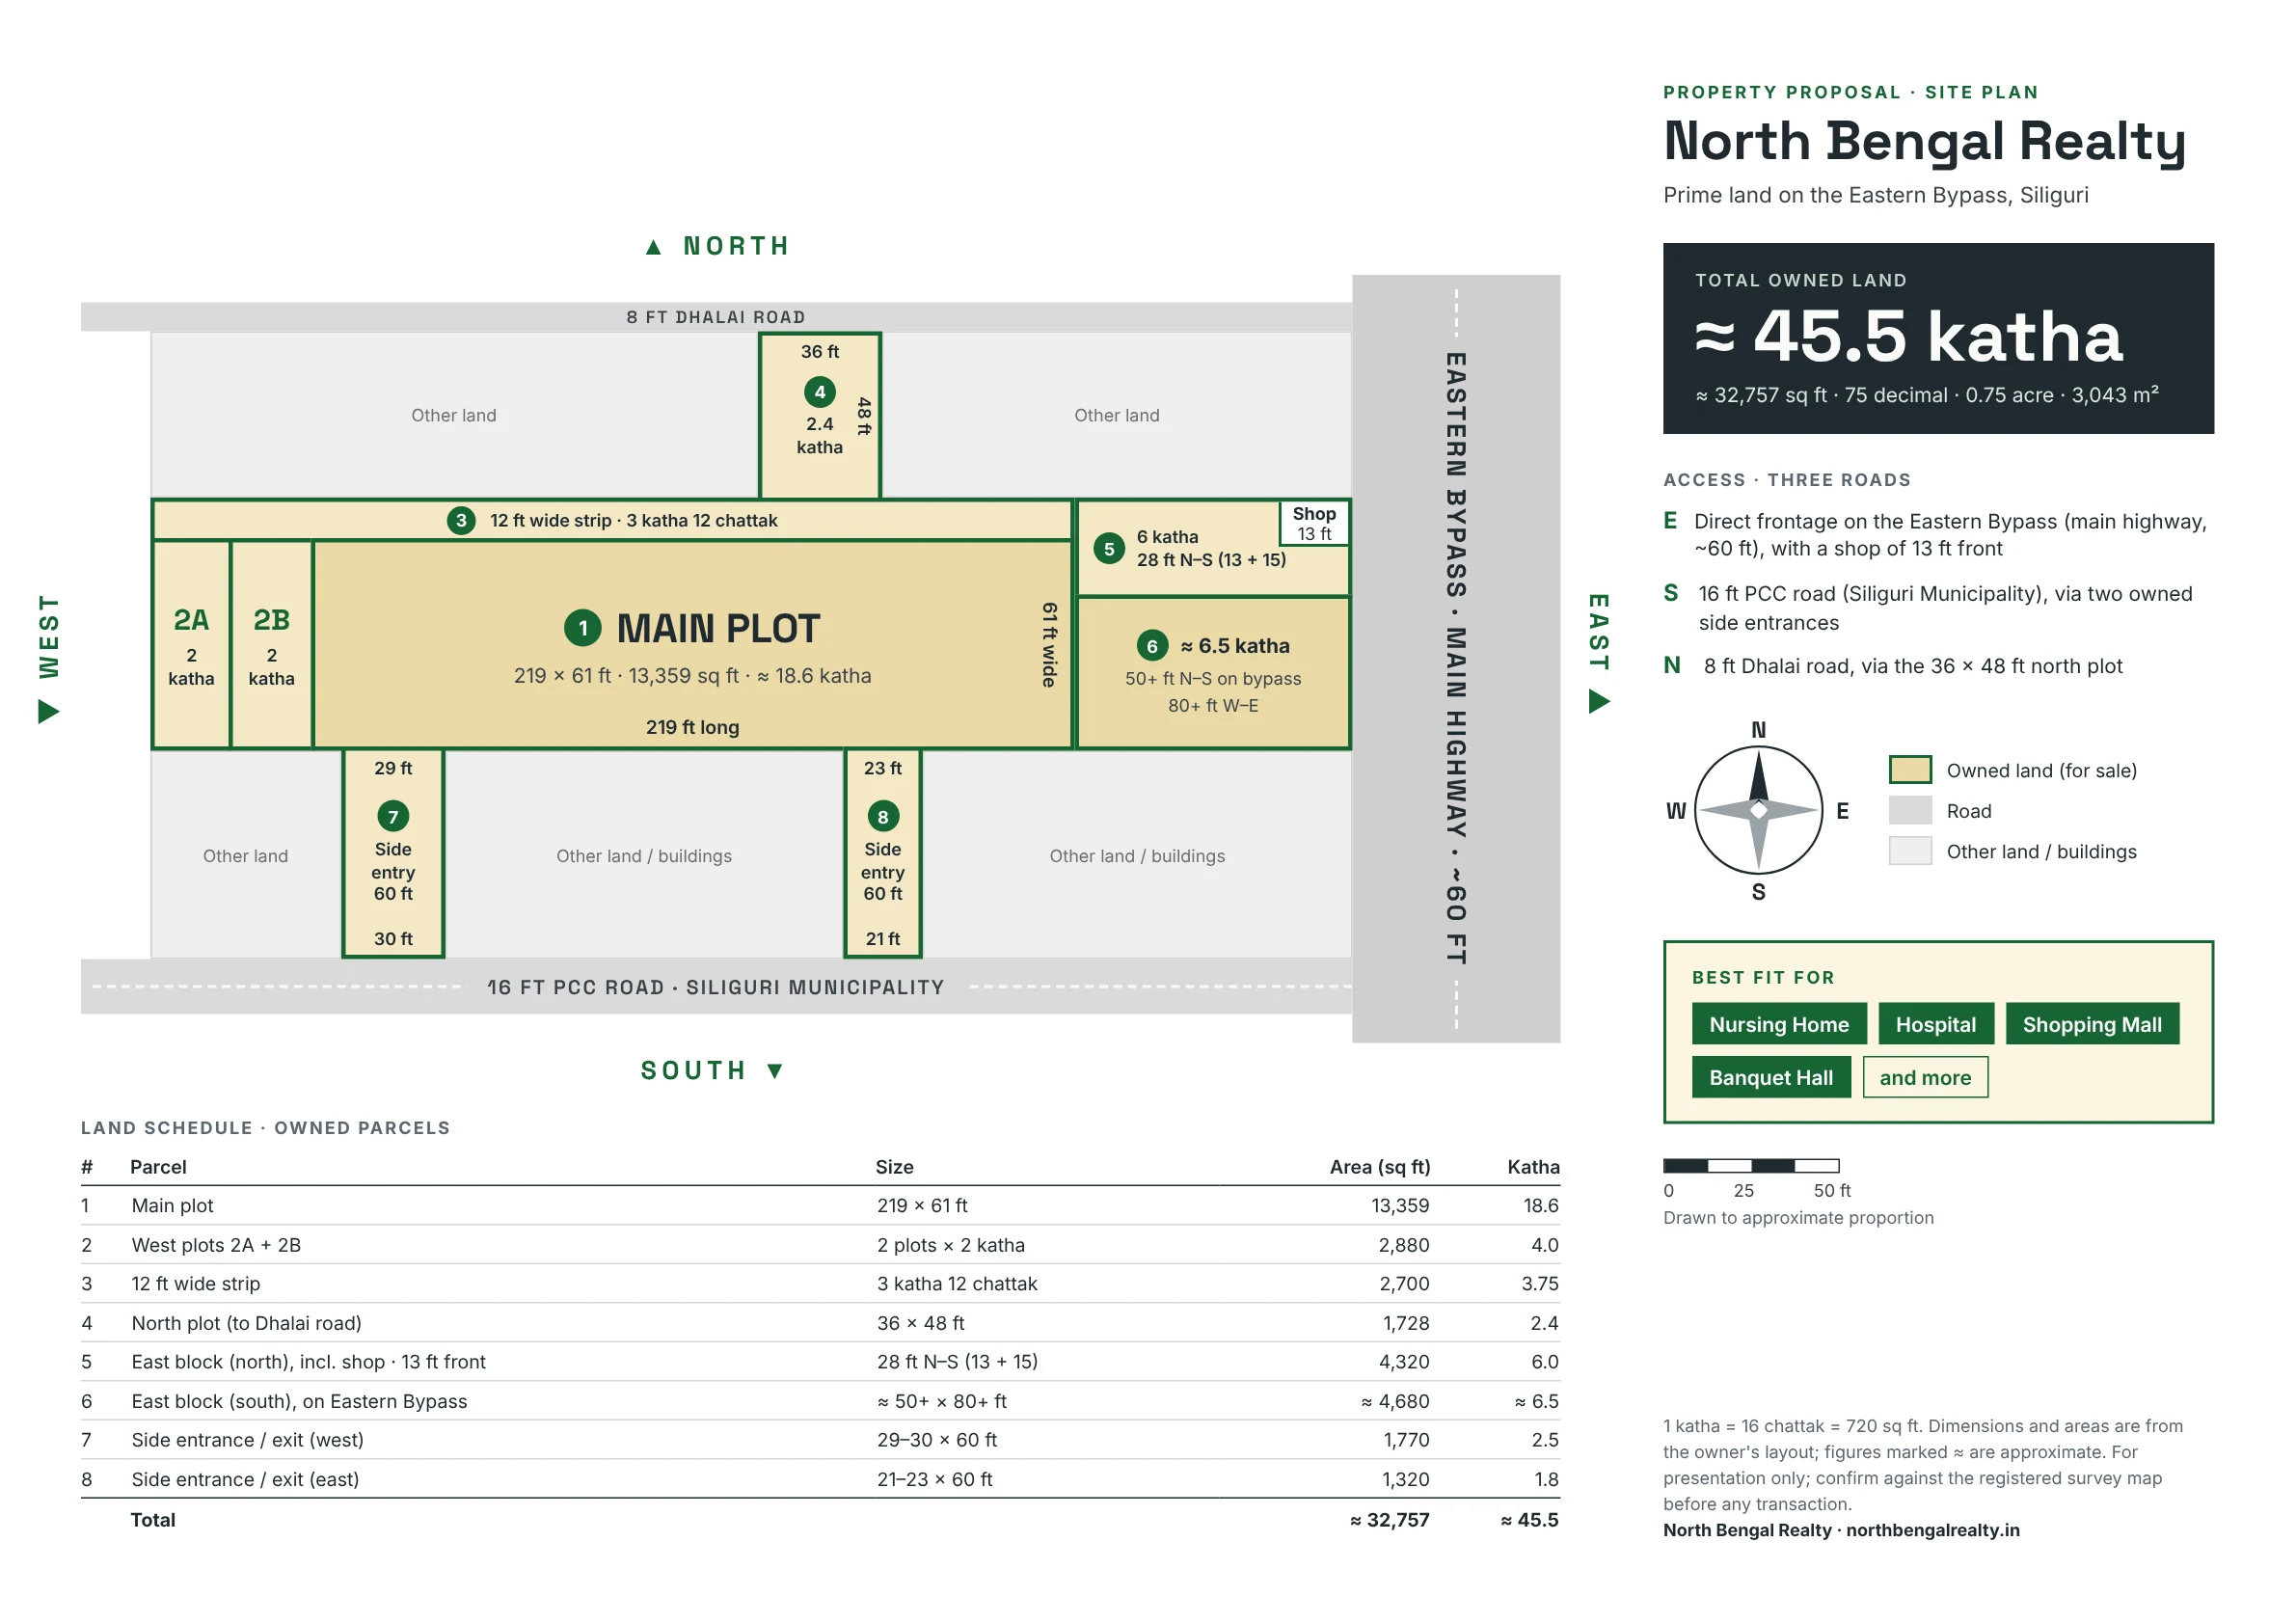 PROPERTY PROPOSAL · SITE PLAN
North Bengal Realty
Prime land on the Eastern Bypass, Siliguri
TOTAL OWNED LAND
≈ 45.5 katha
≈ 32,757 sq ft · 75 decimal · 0.75 acre · 3,043 m²
ACCESS · THREE ROADS
E Direct frontage on the Eastern Bypass (main highway,
~60 ft), with a shop of 13 ft front
S 16 ft PCC road (Siliguri Municipality), via two owned
side entrances
N 8 ft Dhalai road, via the 36 × 48 ft north plot
N
W
E
S
Owned land (for sale)
Road
Other land / buildings
BEST FIT FOR
Nursing Home Hospital Shopping Mall
Banquet Hall and more
0 25 50 ft
Drawn to approximate proportion
1 katha = 16 chattak = 720 sq ft. Dimensions and areas are from
the owner's layout; figures marked ≈ are approximate. For
presentation only; confirm against the registered survey map
before any transaction.
North Bengal Realty · northbengalrealty.in
▲ NORTH
8 FT DHALAI ROAD
36 ft
4
48 ft
2.4
katha
Other land
Other land
3 12 ft wide strip · 3 katha 12 chattak
5
6 katha
28 ft N–S (13 + 15)
Shop
13 ft
2A
2
katha
2B
2
katha
1 MAIN PLOT
219 × 61 ft · 13,359 sq ft · ≈ 18.6 katha
219 ft long
61 ft wide
6 ≈ 6.5 katha
50+ ft N–S on bypass
80+ ft W–E
EASTERN BYPASS · MAIN HIGHWAY · ~60 FT
WEST
EAST
29 ft
7
Side
entry
60 ft
30 ft
23 ft
8
Side
entry
60 ft
21 ft
Other land
Other land / buildings
Other land / buildings
16 FT PCC ROAD · SILIGURI MUNICIPALITY
SOUTH ▼
LAND SCHEDULE · OWNED PARCELS
# Parcel Size Area (sq ft) Katha
1 Main plot 219 × 61 ft 13,359 18.6
2 West plots 2A + 2B 2 plots × 2 katha 2,880 4.0
3 12 ft wide strip 3 katha 12 chattak 2,700 3.75
4 North plot (to Dhalai road) 36 × 48 ft 1,728 2.4
5 East block (north), incl. shop · 13 ft front 28 ft N–S (13 + 15) 4,320 6.0
6 East block (south), on Eastern Bypass ≈ 50+ × 80+ ft ≈ 4,680 ≈ 6.5
7 Side entrance / exit (west) 29–30 × 60 ft 1,770 2.5
8 Side entrance / exit (east) 21–23 × 60 ft 1,320 1.8
Total ≈ 32,757 ≈ 45.5